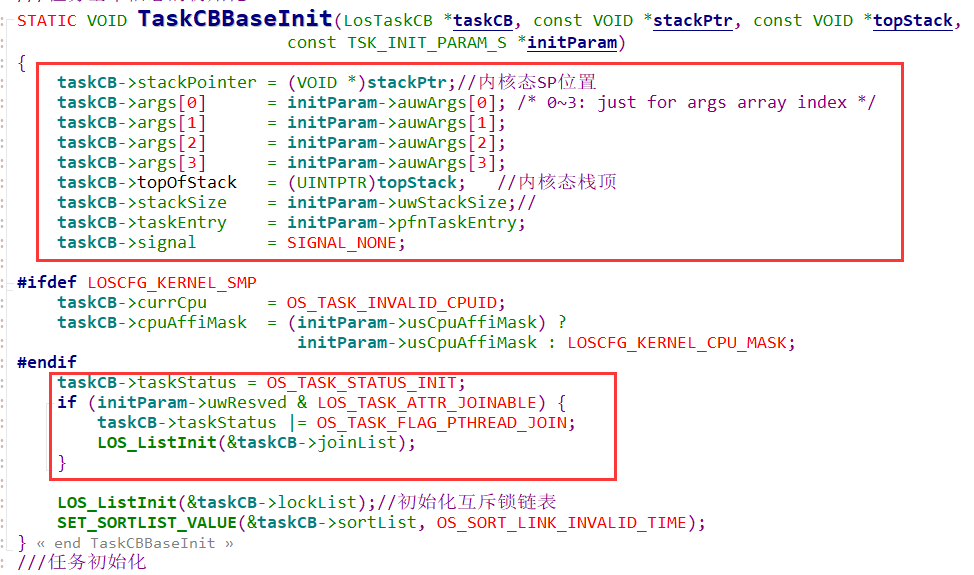 STATIC VOID TaskCBBaseInit(LosTaskCB *taskCB, const VOID *stackPtr, const VOID *topStack,
const TSK_INIT_PARAM_S *initParam)
{
taskCB->stackPointer = (VOID *)stackPtr;//内核态SP位置
taskCB->args[0] = initParam->auwArgs[0]; /* 0~3: just for args array index */
taskCB->args[1] = initParam->auwArgs[1];
taskCB->args[2] = initParam->auwArgs[2];
taskCB->args[3] = initParam->auwArgs[3];
taskCB->topOfStack = (UINTPTR)topStack; //内核态栈顶
taskCB->stackSize = initParam->uwStackSize;//
taskCB->taskEntry = initParam->pfnTaskEntry;
taskCB->signal = SIGNAL_NONE;
#ifdef LOSCFG_KERNEL_SMP
taskCB->currCpu = OS_TASK_INVALID_CPUID;
taskCB->cpuAffiMask = (initParam->usCpuAffiMask) ?
initParam->usCpuAffiMask : LOSCFG_KERNEL_CPU_MASK;
#endif
taskCB->taskStatus = OS_TASK_STATUS_INIT;
if (initParam->uwResved & LOS_TASK_ATTR_JOINABLE) {
taskCB->taskStatus |= OS_TASK_FLAG_PTHREAD_JOIN;
LOS_ListInit(&taskCB->joinList);
}
LOS_ListInit(&taskCB->lockList);//初始化互斥锁链表
SET_SORTLIST_VALUE(&taskCB->sortList, OS_SORT_LINK_INVALID_TIME);
} « end TaskCBBaseInit »
///任务初始化